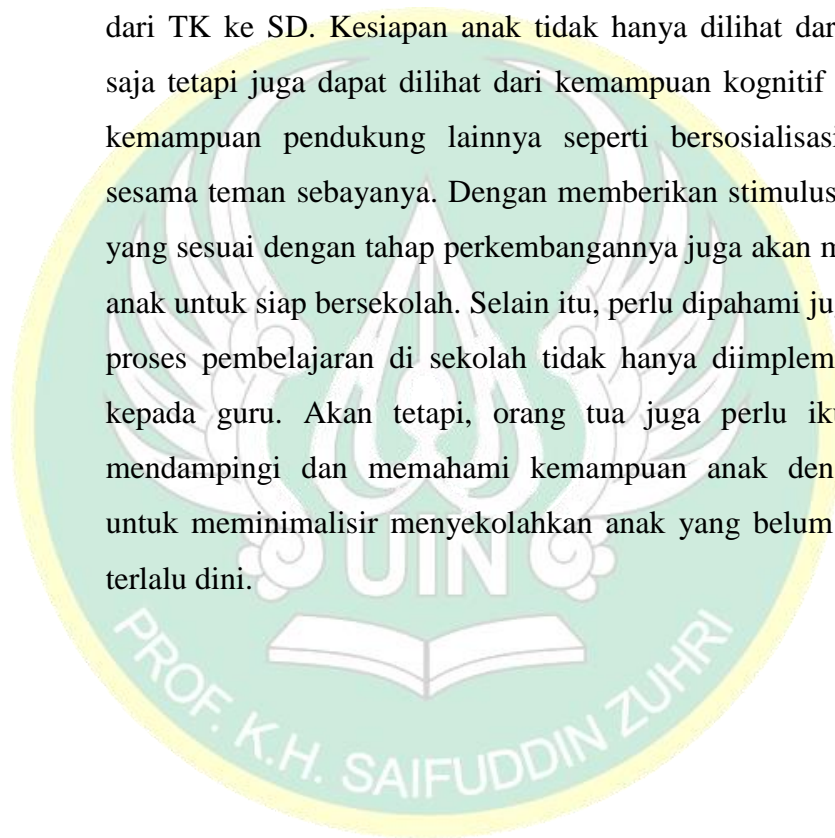 dari TK ke SD. Kesiapan anak tidak hanya dilihat dar
saja tetapi juga dapat dilihat dari kemampuan kognitif
kemampuan pendukung lainnya seperti bersosialisasi
sesama teman sebayanya. Dengan memberikan stimulus
yang sesuai dengan tahap perkembangannya juga akan m
anak untuk siap bersekolah. Selain itu, perlu dipahami ju
proses pembelajaran di sekolah tidak hanya diimplem
kepada guru. Akan tetapi, orang tua juga perlu ik
mendampingi dan memahami kemampuan anak den
untuk meminimalisir menyekolahkan anak yang belum
terlalu dini.
UIN
PROF. K.H. SAIFUDDIN ZUHRI